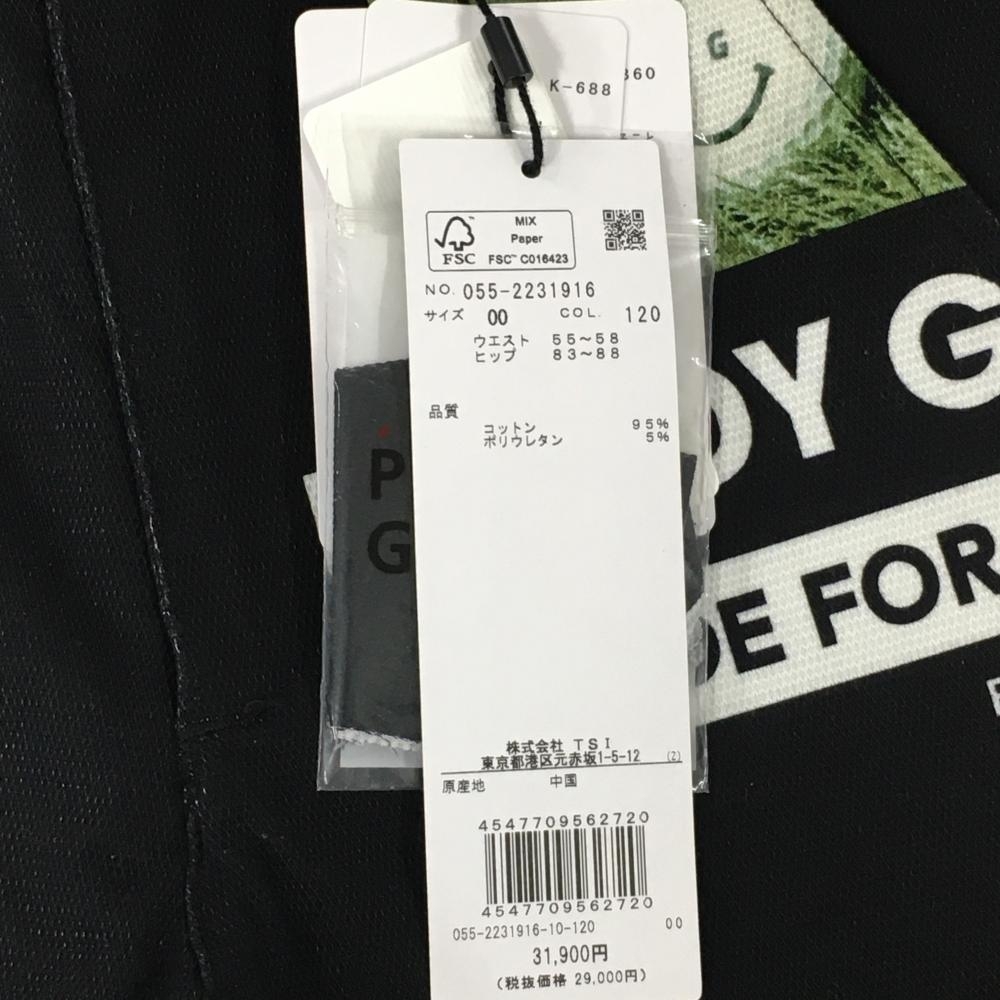 G
360
K-688
MIX
Paper
FSC™ C016423
FSC
NO. 055-2231916
サイズ 00 COL. 120
ウエスト 55~58
ヒップ 83~88
品質
コットン 95%
ポリウレタン 5%
P
G
DY G
DE FOR
株式会社 TSI
東京都港区元赤坂1-5-12 (2)
原産地 中国
4547709562720
4547709562720
055-2231916-10-120 00
31,900円
(税抜価格 29,000円)